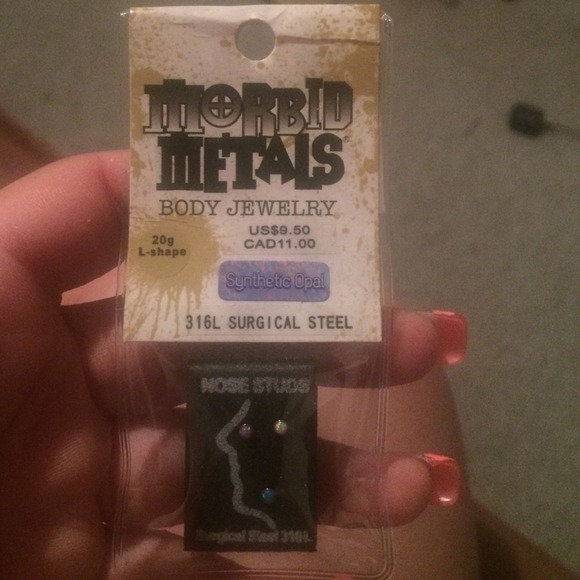 MORBID
METALS®
BODY JEWELRY
20g
L-shape
US$9.50
CAD11.00
Synthetic Opal
316L SURGICAL STEEL
NOSE STUDS
Surgical Steel 316L